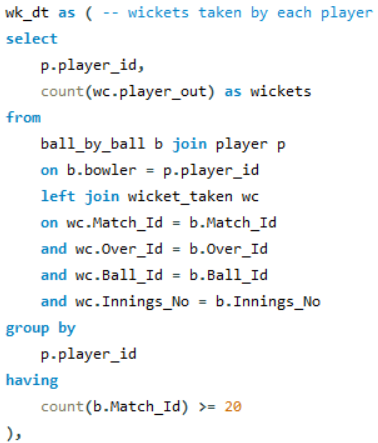 wk_dt as ( -- wickets taken by each player
select
p.player_id,
count(wc.player_out) as wickets
from
ball_by_ball b join player p
on b.bowler = p.player_id
left join wicket_taken wc
on wc.Match_Id = b.Match_Id
and wc.Over_Id = b.Over_Id
and wc.Ball_Id = b.Ball_Id
and wc.Innings_No = b.Innings_No
group by
p.player_id
having
count(b.Match_Id) >= 20
),